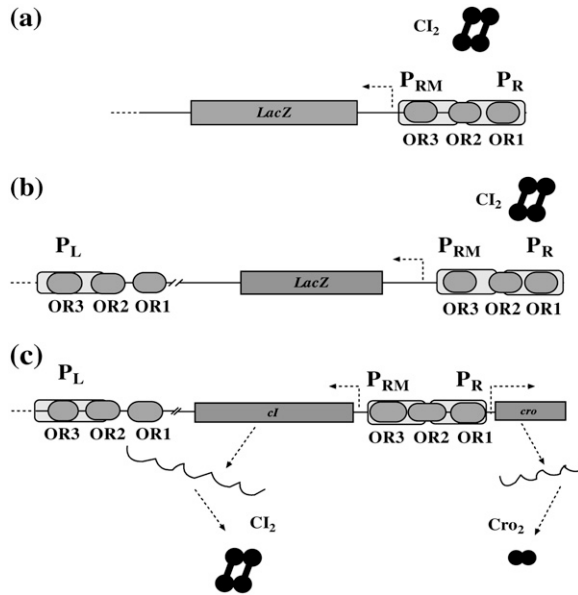 (a)
CI2
PRM PR
LacZ
OR3 OR2 OR1
(b)
CI2
PL PRM PR
LacZ
OR3 OR2 OR1 OR3 OR2 OR1
(c)
PL PRM PR
cI cro
OR3 OR2 OR1 OR3 OR2 OR1
CI2 Cro2